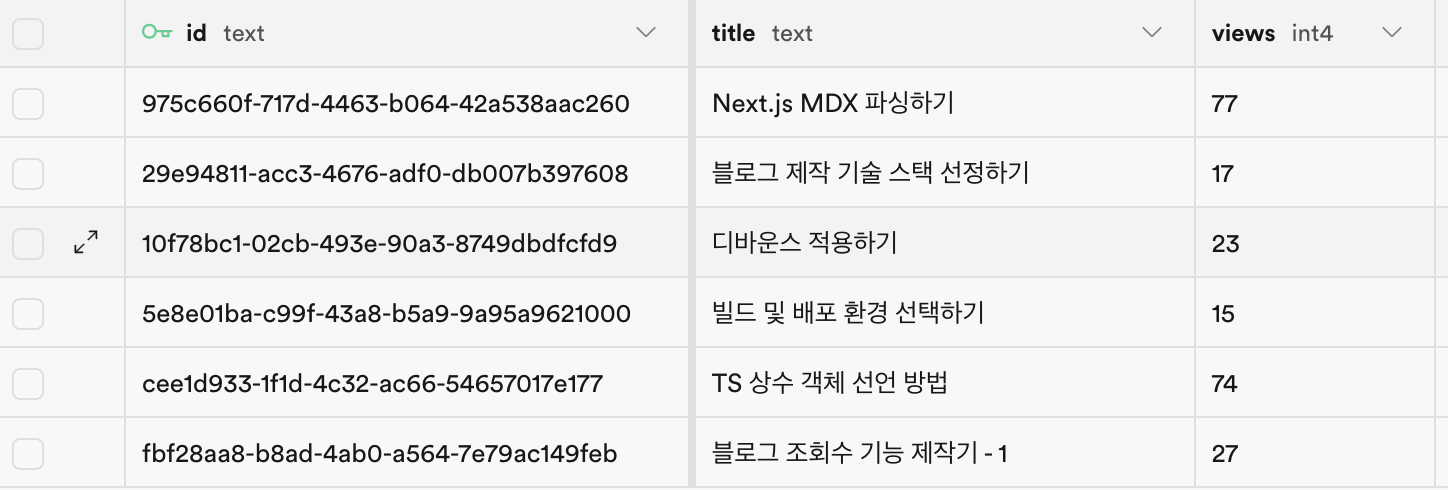 id text title text views int4
975c660f-717d-4463-b064-42a538aac260 Next.js MDX 파싱하기 77
29e94811-acc3-4676-adf0-db007b397608 블로그 제작 기술 스택 선정하기 17
10f78bc1-02cb-493e-90a3-8749dbdfcfd9 디바운스 적용하기 23
5e8e01ba-c99f-43a8-b5a9-9a95a9621000 빌드 및 배포 환경 선택하기 15
cee1d933-1f1d-4c32-ac66-54657017e177 TS 상수 객체 선언 방법 74
fbf28aa8-b8ad-4ab0-a564-7e79ac149feb 블로그 조회수 기능 제작기 - 1 27